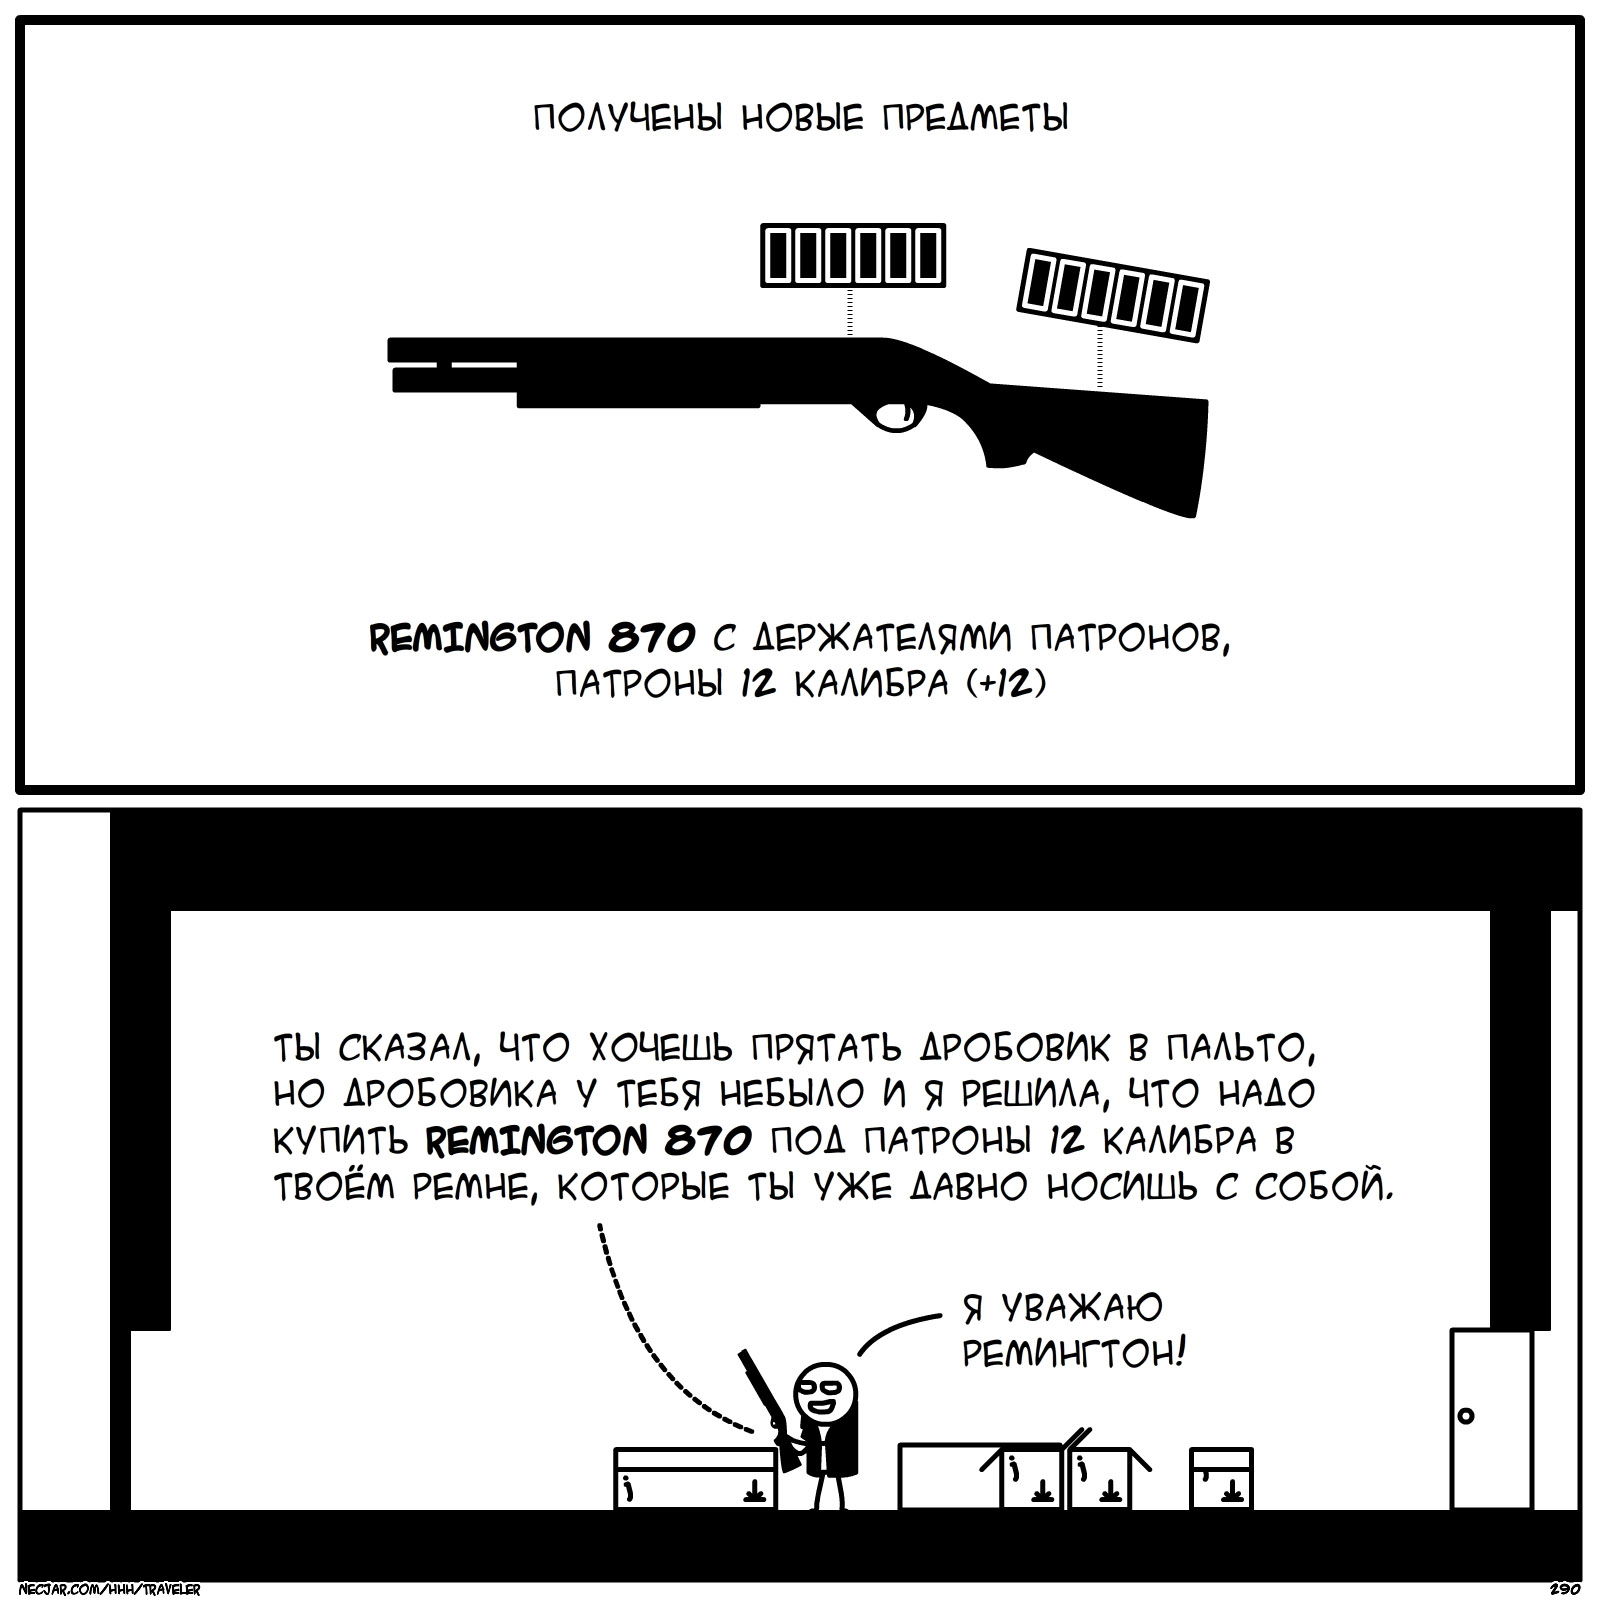 ПОЛУЧЕНЫ НОВЫЕ ПРЕДМЕТЫ
REMINGTON 870 С ДЕРЖАТЕЛЯМИ ПАТРОНОВ,
ПАТРОНЫ 12 КАЛИБРА (+12)
ТЫ СКАЗАЛ, ЧТО ХОЧЕШЬ ПРЯТАТЬ ДРОБОВИК В ПАЛЬТО,
НО ДРОБОВИКА У ТЕБЯ НЕБЫЛО И Я РЕШИЛА, ЧТО НАДО
КУПИТЬ REMINGTON 870 ПОД ПАТРОНЫ 12 КАЛИБРА В
ТВОЁМ РЕМНЕ, КОТОРЫЕ ТЫ УЖЕ ДАВНО НОСИШЬ С СОБОЙ.
Я УВАЖАЮ
РЕМИНГТОН!
NECJAR.COM/HHH/TRAVELER
290